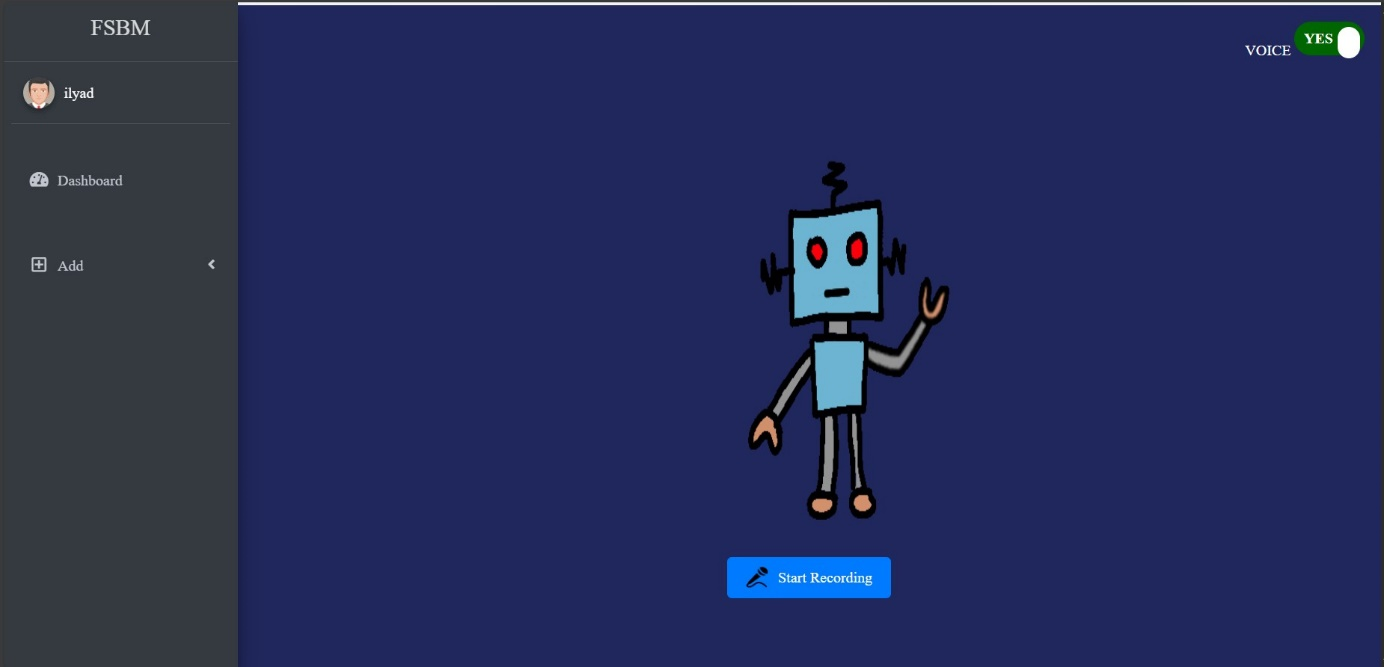 FSBM
ilyad
Dashboard
Add
VOICE YES
Start Recording